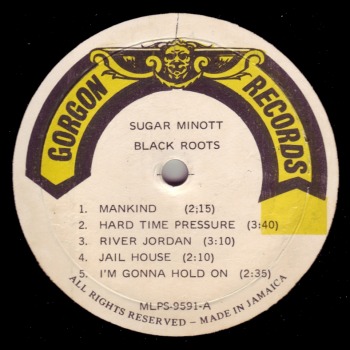 GORGON RECORDS
SUGAR MINOTT
BLACK ROOTS
1. MANKIND (2;15)
2. HARD TIME PRESSURE (3:40)
3. RIVER JORDAN (3:10)
4. JAIL HOUSE (2:10)
5. I'M GONNA HOLD ON (2:35)
MLPS-9591-A
ALL RIGHTS RESERVED – MADE IN JAMAICA